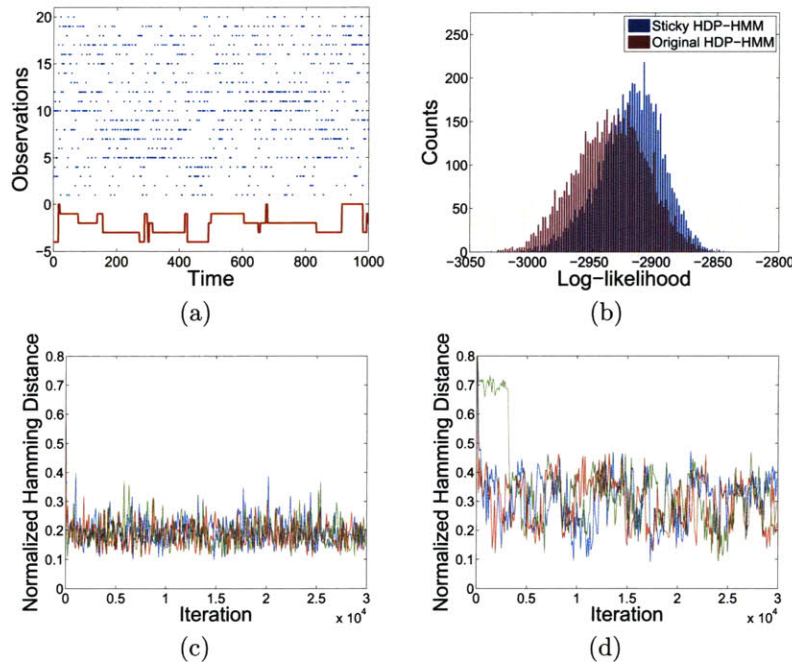 20
15
10
5
0
−5
Observations
0 200 400 600 800 1000
Time
(a)
Sticky HDP−HMM
Original HDP−HMM
250
200
150
100
50
0
Counts
−3050 −3000 −2950 −2900 −2850 −2800
Log−likelihood
(b)
0.8
0.7
0.6
0.5
0.4
0.3
0.2
0.1
0
Normalized Hamming Distance
0 0.5 1 1.5 2 2.5 3
Iteration
x 10⁴
(c)
0.8
0.7
0.6
0.5
0.4
0.3
0.2
0.1
0
Normalized Hamming Distance
0 0.5 1 1.5 2 2.5 3
Iteration
x 10⁴
(d)